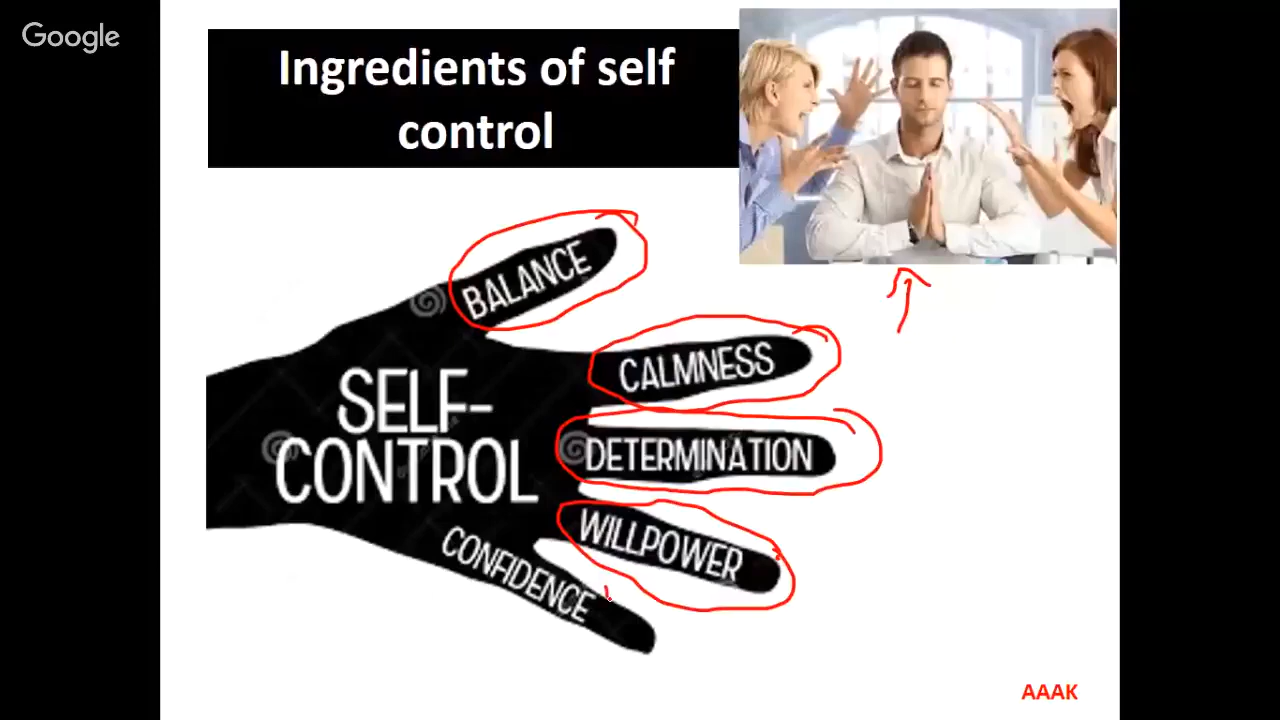 Google
Ingredients of self
control
BALANCE
CALMNESS
SELF-
CONTROL
DETERMINATION
WILLPOWER
CONFIDENCE
AAAK